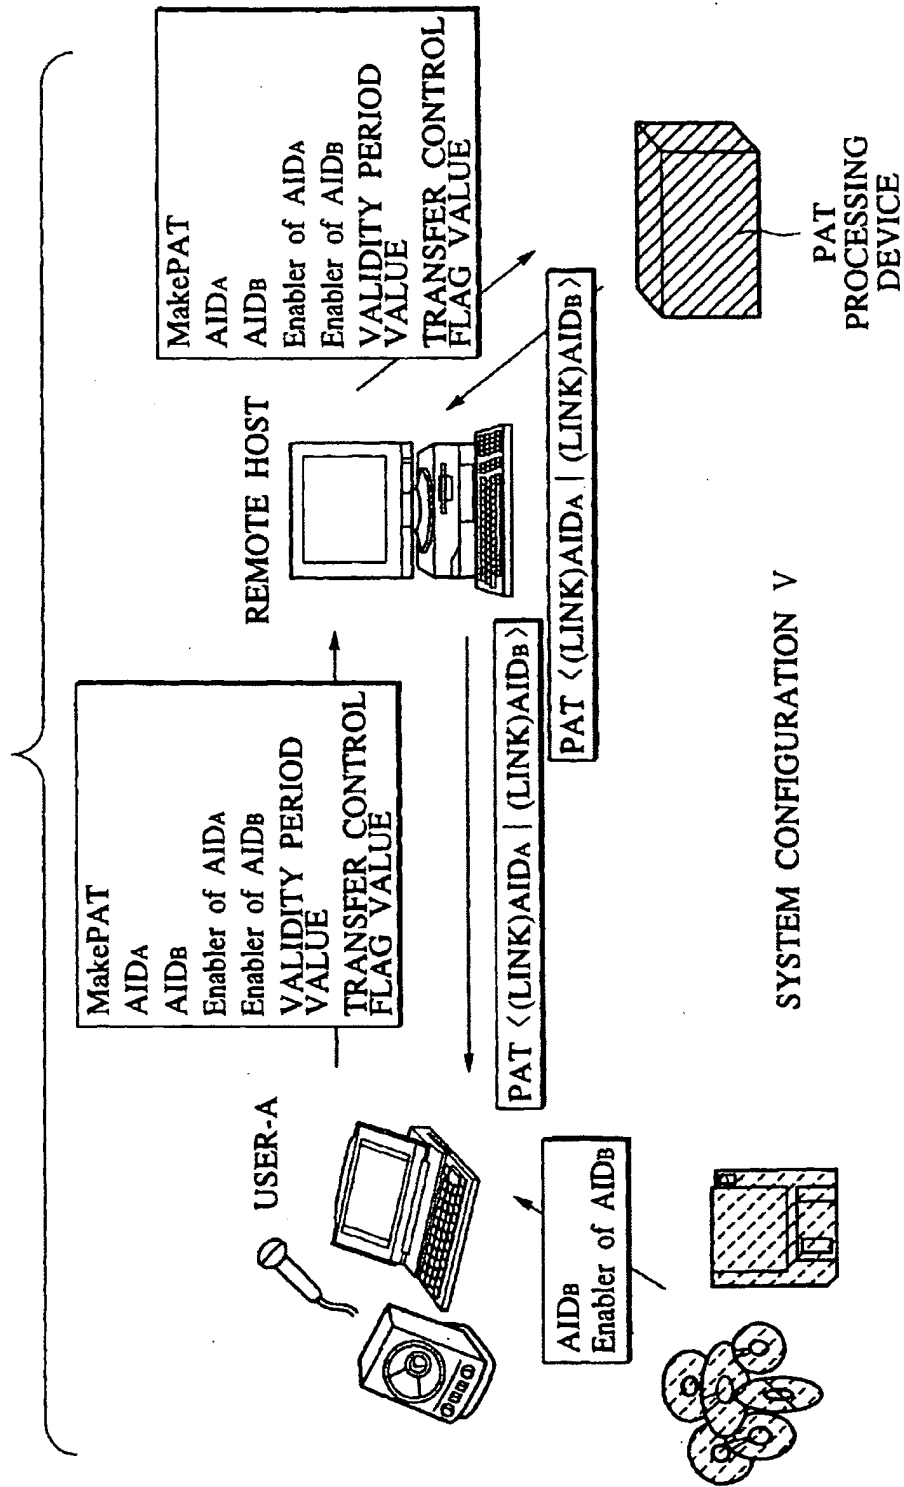 MakePAT
AIDA
AIDB
Enabler of AIDA
Enabler of AIDB
VALIDITY PERIOD
VALUE
TRANSFER CONTROL
FLAG VALUE
USER-A
REMOTE HOST
MakePAT
AIDA
AIDB
Enabler of AIDA
Enabler of AIDB
VALIDITY PERIOD
VALUE
TRANSFER CONTROL
FLAG VALUE
PAT <(LINK)AIDA | (LINK)AIDB>
PAT <(LINK)AIDA | (LINK)AIDB>
AIDB
Enabler of AIDB
PAT
PROCESSING
DEVICE
SYSTEM CONFIGURATION V